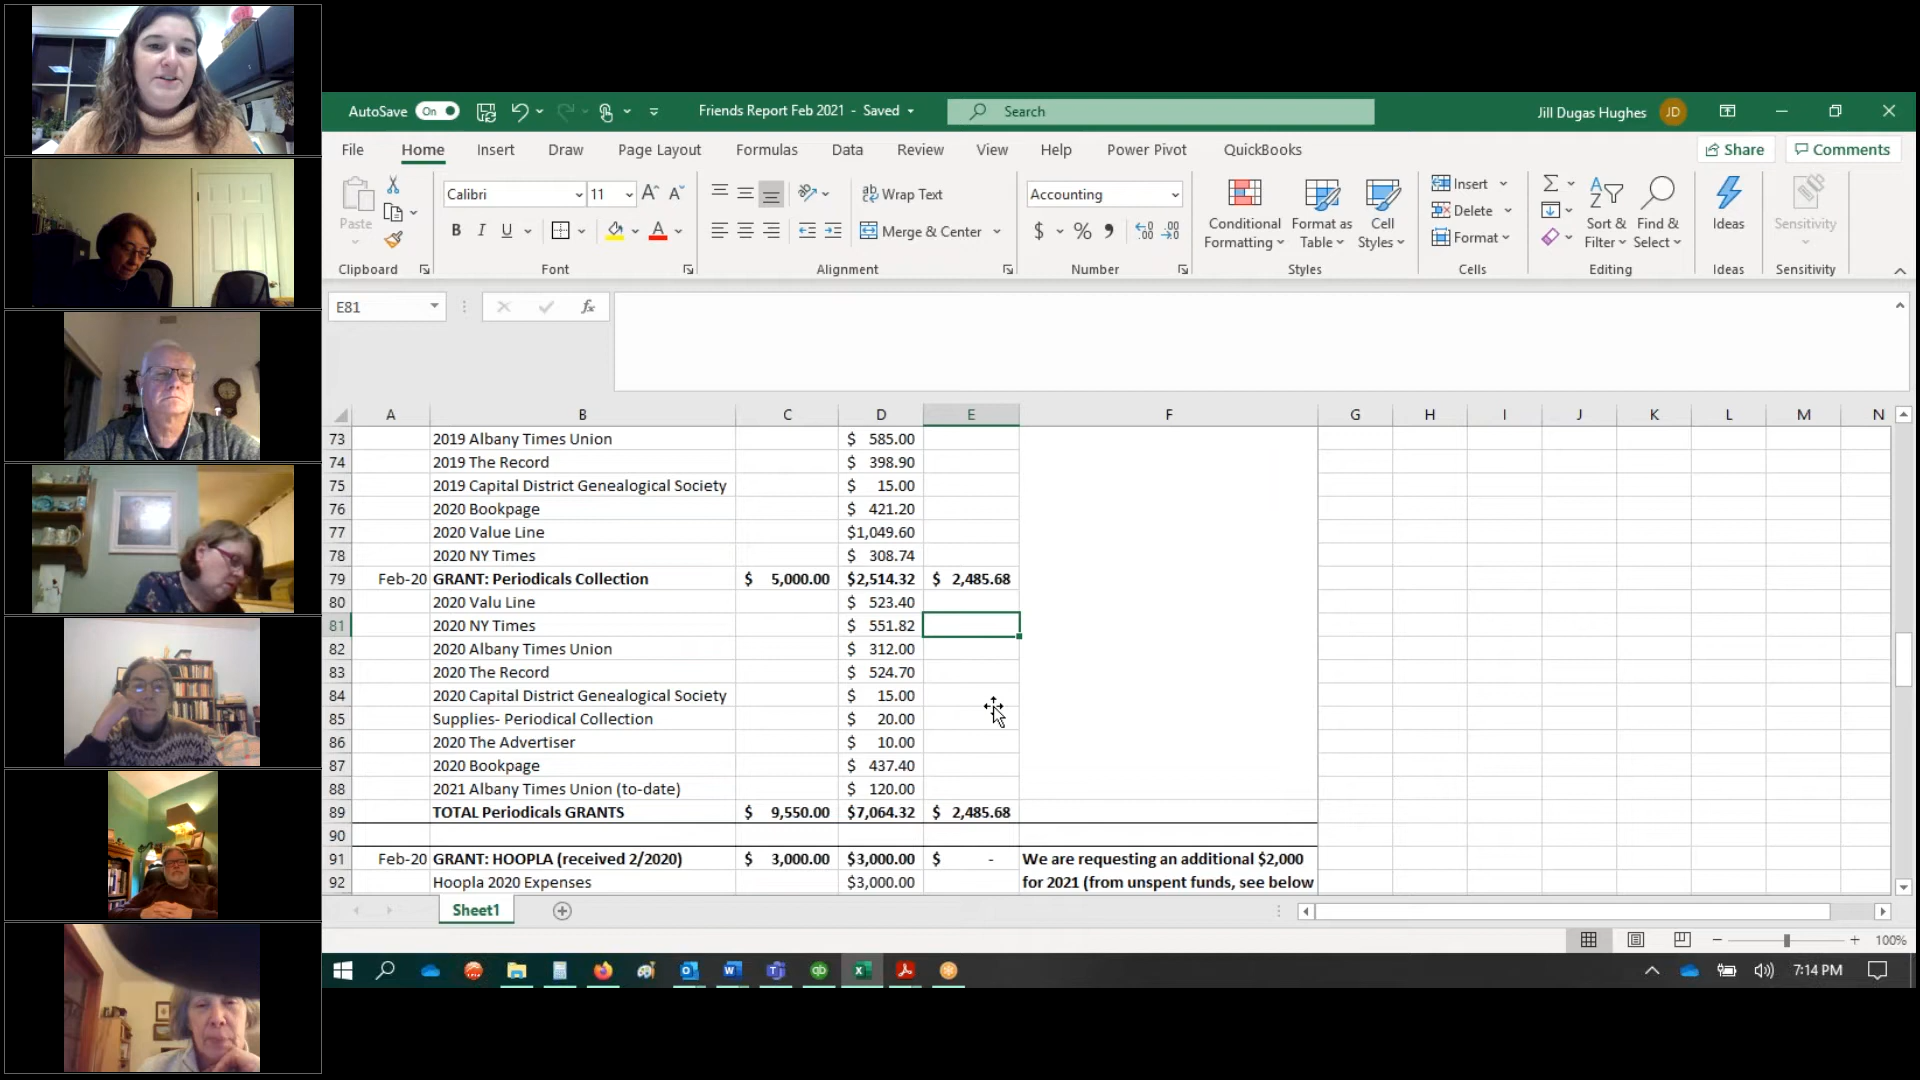 AutoSave On Friends Report Feb 2021 - Saved Search Jill Dugas Hughes JD
File Home Insert Draw Page Layout Formulas Data Review View Help Power Pivot QuickBooks Share Comments
Paste Calibri 11 Wrap Text Accounting Conditional Formatting Format as Table Cell Styles Insert Sort & Filter Find & Select Ideas Sensitivity
Delete
B I U Merge & Center $ % Format
Clipboard Font Alignment Number Styles Cells Editing Ideas Sensitivity
E81 fx
A B C D E F G H I J K L M N
73 2019 Albany Times Union $ 585.00
74 2019 The Record $ 398.90
75 2019 Capital District Genealogical Society $ 15.00
76 2020 Bookpage $ 421.20
77 2020 Value Line $1,049.60
78 2020 NY Times $ 308.74
79 Feb-20 GRANT: Periodicals Collection $ 5,000.00 $2,514.32 $ 2,485.68
80 2020 Valu Line $ 523.40
81 2020 NY Times $ 551.82
82 2020 Albany Times Union $ 312.00
83 2020 The Record $ 524.70
84 2020 Capital District Genealogical Society $ 15.00
85 Supplies- Periodical Collection $ 20.00
86 2020 The Advertiser $ 10.00
87 2020 Bookpage $ 437.40
88 2021 Albany Times Union (to-date) $ 120.00
89 TOTAL Periodicals GRANTS $ 9,550.00 $7,064.32 $ 2,485.68
90
91 Feb-20 GRANT: HOOPLA (received 2/2020) $ 3,000.00 $3,000.00 $ - We are requesting an additional $2,000
92 Hoopla 2020 Expenses $3,000.00 for 2021 (from unspent funds, see below
Sheet1
100%
7:14 PM